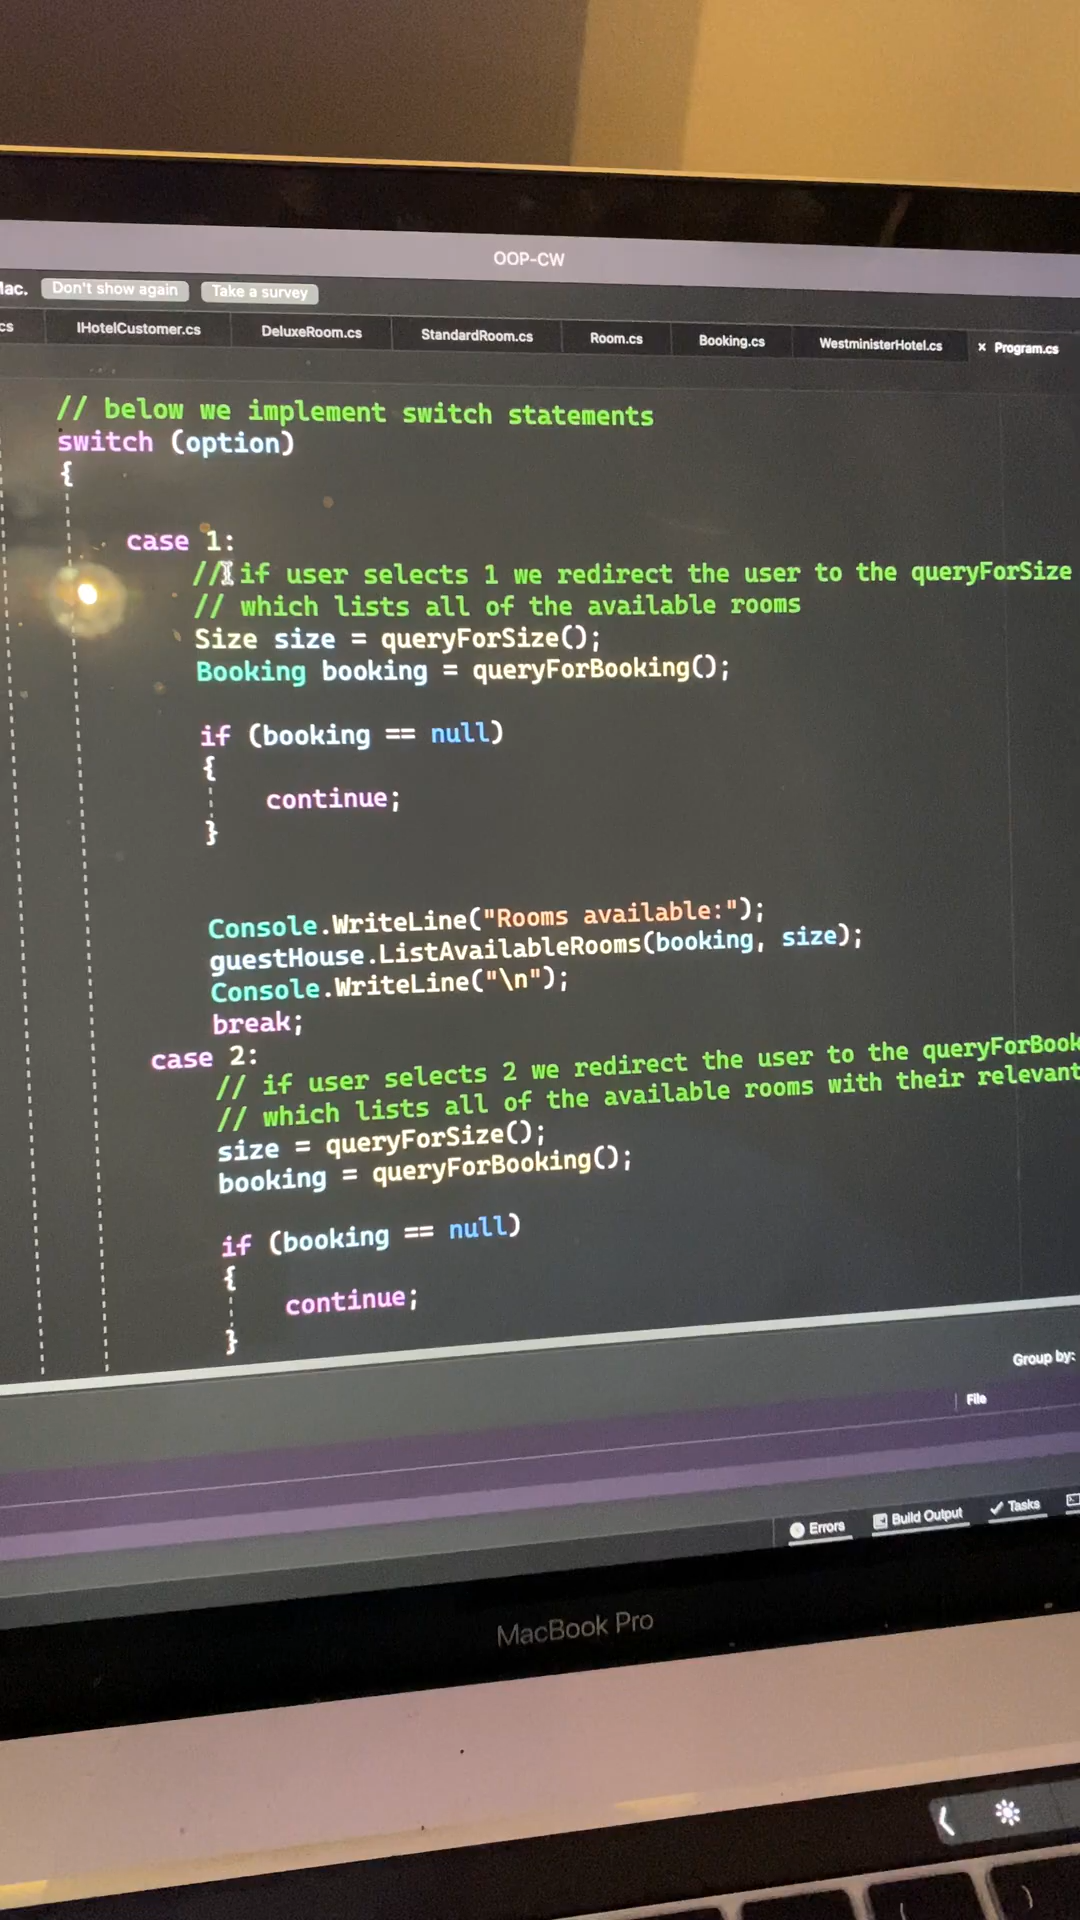 OOP-CW
Mac. Don't show again Take a survey
cs IHotelCustomer.cs DeluxeRoom.cs StandardRoom.cs Room.cs Booking.cs WestministerHotel.cs × Program.cs
// below we implement switch statements
switch (option)
{
case 1:
// if user selects 1 we redirect the user to the queryForSize
// which lists all of the available rooms
Size size = queryForSize();
Booking booking = queryForBooking();
if (booking == null)
{
continue;
}
Console.WriteLine("Rooms available:");
guestHouse.ListAvailableRooms(booking, size);
Console.WriteLine("\n");
break;
case 2:
// if user selects 2 we redirect the user to the queryForBook
// which lists all of the available rooms with their relevant
size = queryForSize();
booking = queryForBooking();
if (booking == null)
{
continue;
}
Group by:
File
Errors Build Output Tasks
MacBook Pro